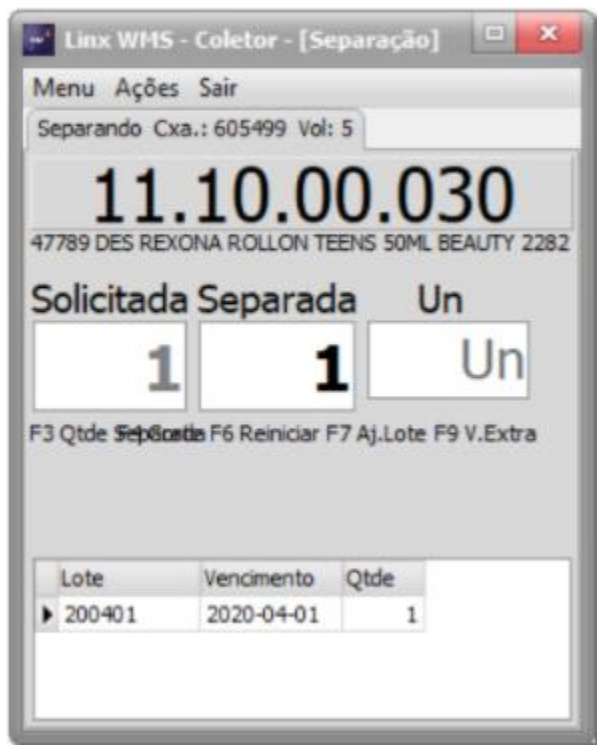 Linx WMS - Coletor - [Separação]
Menu Ações Sair
Separando Cxa.: 605499 Vol: 5
11.10.00.030
47789 DES REXONA ROLLON TEENS 50ML BEAUTY 2282
Solicitada Separada Un
1 1 Un
F3 Qtde F6 Reiniciar F7 Aj.Lote F9 V.Extra
Lote Vencimento Qtde
200401 2020-04-01 1